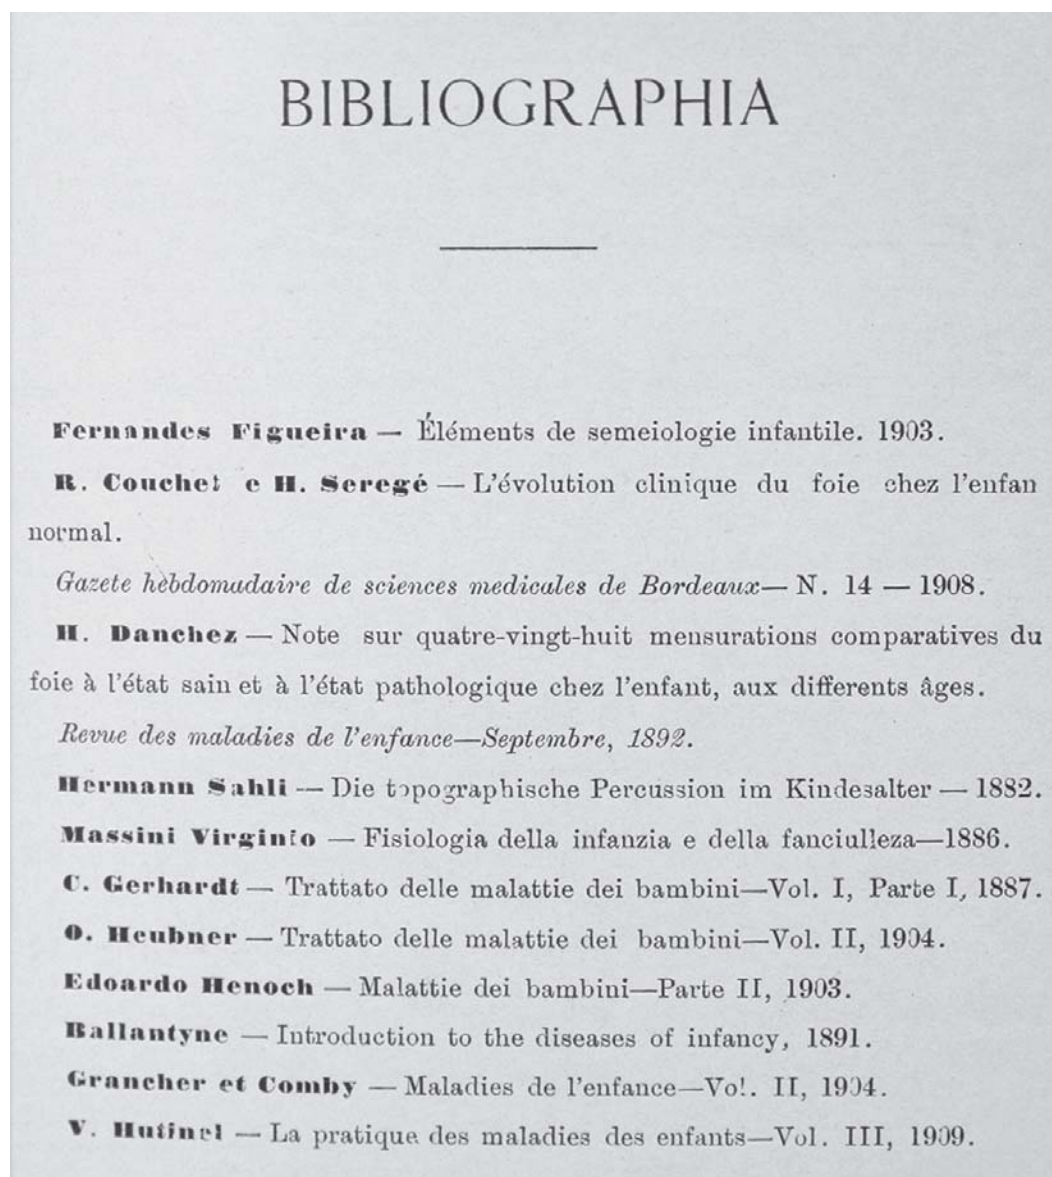 BIBLIOGRAPHIA
Fernandes Figueira — Éléments de semeiologie infantile. 1903.
R. Couchet e H. Seregé — L'évolution clinique du foie chez l'enfan
normal.
Gazete hèbdomadaire de sciences medicales de Bordeaux— N. 14 — 1908.
H. Danchez — Note sur quatre-vingt-huit mensurations comparatives du
foie à l'état sain et à l'état pathologique chez l'enfant, aux differents âges.
Revue des maladies de l'enfance—Septembre, 1892.
Hermann Sahli — Die topographische Percussion im Kindesalter — 1882.
Massini Virginio — Fisiologia della infanzia e della fanciulleza—1886.
C. Gerhardt — Trattato delle malattie dei bambini—Vol. I, Parte I, 1887.
O. Heubner — Trattato delle malattie dei bambini—Vol. II, 1904.
Edoardo Henoch — Malattie dei bambini—Parte II, 1903.
Ballantyne — Introduction to the diseases of infancy, 1891.
Grancher et Comby — Maladies de l'enfance—Vol. II, 1904.
V. Hutinel — La pratique des maladies des enfants—Vol. III, 1909.